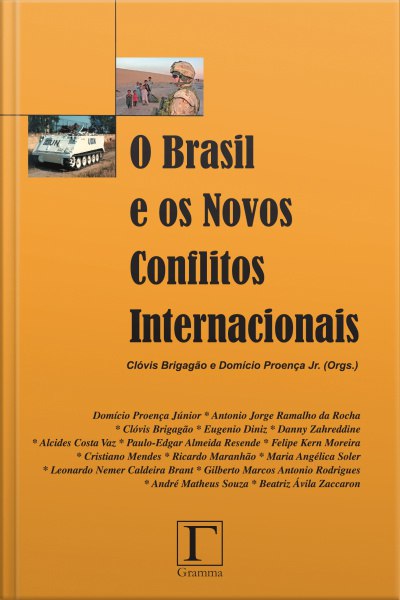 UN
O Brasil
e os Novos
Conflitos
Internacionais
Clóvis Brigagão e Domício Proença Jr. (Orgs.)
Domício Proença Júnior * Antonio Jorge Ramalho da Rocha
* Clóvis Brigagão * Eugenio Diniz * Danny Zahreddine
* Alcides Costa Vaz * Paulo-Edgar Almeida Resende * Felipe Kern Moreira
* Cristiano Mendes * Ricardo Maranhão * Maria Angélica Soler
* Leonardo Nemer Caldeira Brant * Gilberto Marcos Antonio Rodrigues
* André Matheus Souza * Beatriz Ávila Zaccaron
Γ
Gramma